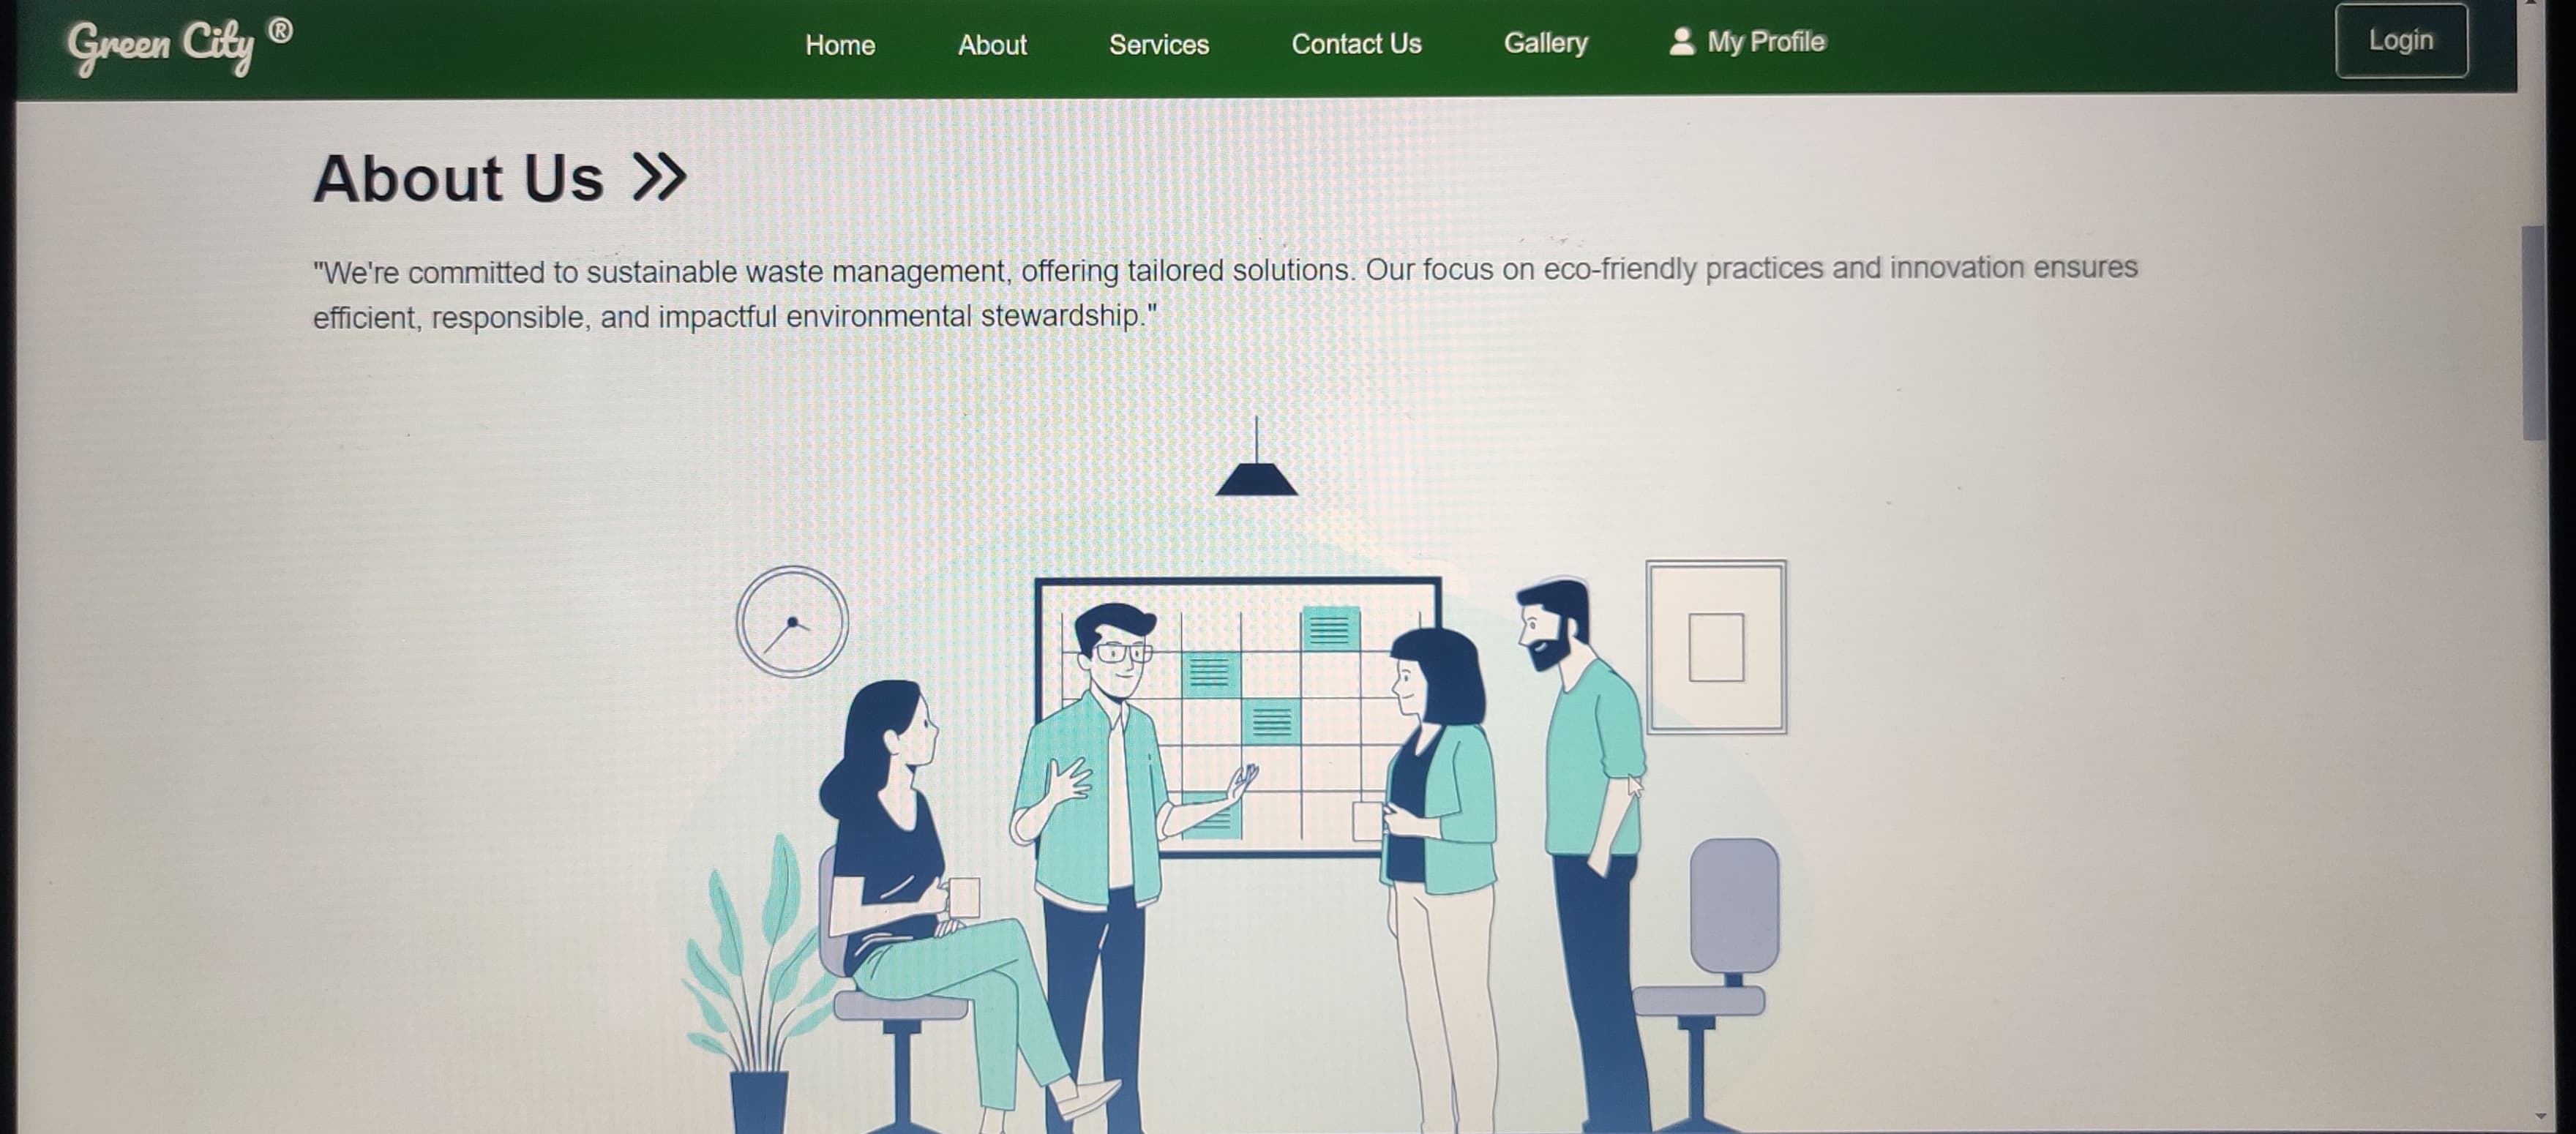 Green City ®
Home About Services Contact Us Gallery My Profile Login
About Us »
"We're committed to sustainable waste management, offering tailored solutions. Our focus on eco-friendly practices and innovation ensures
efficient, responsible, and impactful environmental stewardship."